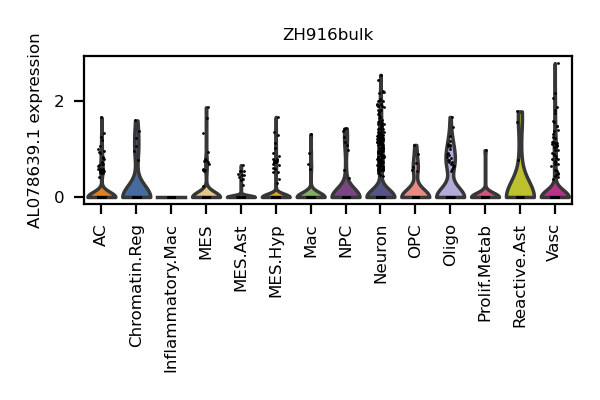 ZH916bulk
AL078639.1 expression
2
0
AC
Chromatin.Reg
Inflammatory.Mac
MES
MES.Ast
MES.Hyp
Mac
NPC
Neuron
OPC
Oligo
Prolif.Metab
Reactive.Ast
Vasc